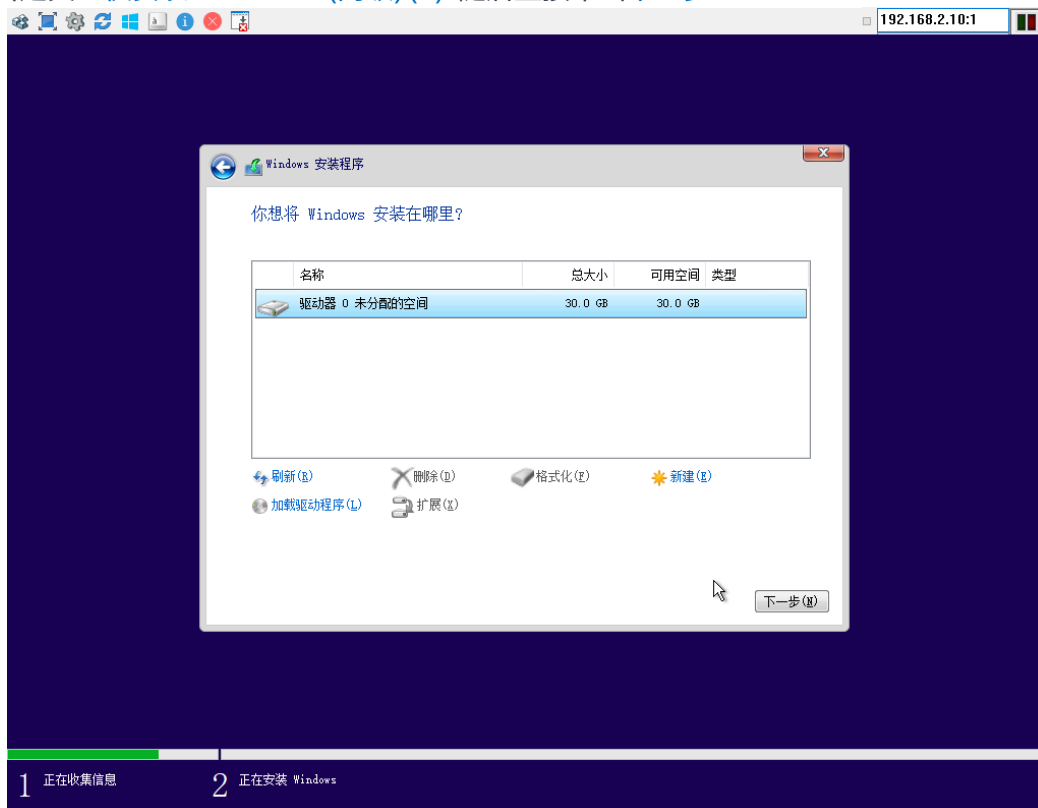 192.168.2.10:1
Windows 安装程序
你想将 Windows 安装在哪里?
名称 总大小 可用空间 类型
驱动器 0 未分配的空间 30.0 GB 30.0 GB
刷新(R) 删除(D) 格式化(F) 新建(E)
加载驱动程序(L) 扩展(X)
下一步(N)
1 正在收集信息 2 正在安装 Windows